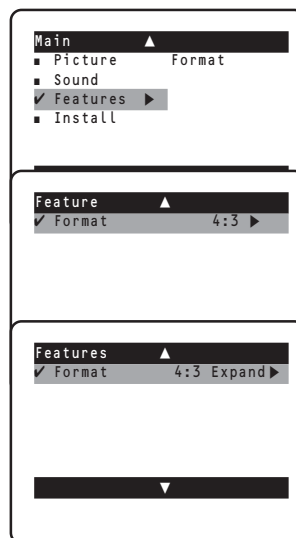 Main ▲
■ Picture Format
■ Sound
✔ Features ▶
■ Install
Feature ▲
✔ Format 4:3 ▶
Features ▲
✔ Format 4:3 Expand ▶
▼